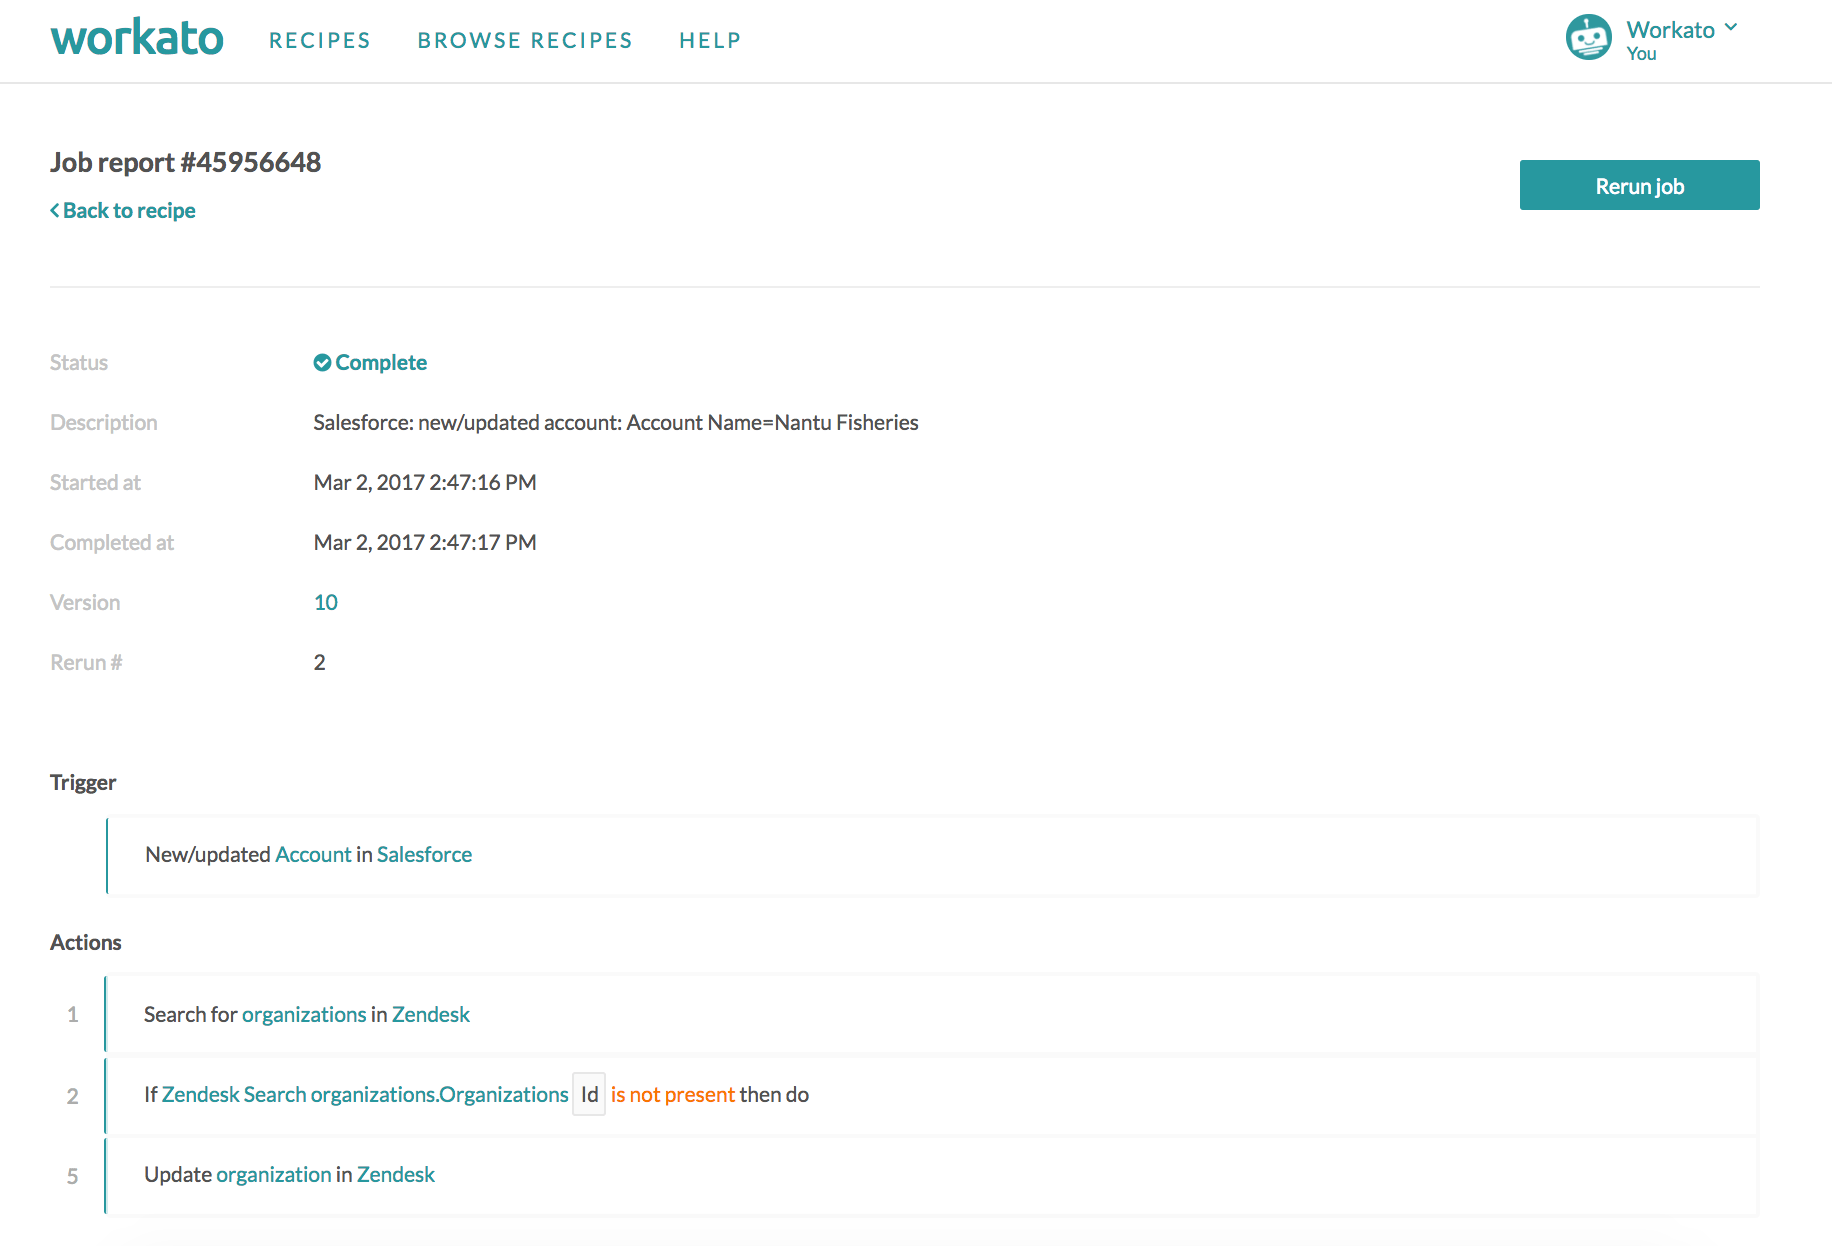 workato RECIPES BROWSE RECIPES HELP Workato
You
Job report #45956648
Rerun job
Back to recipe
Status Complete
Description Salesforce: new/updated account: Account Name=Nantu Fisheries
Started at Mar 2, 2017 2:47:16 PM
Completed at Mar 2, 2017 2:47:17 PM
Version 10
Rerun # 2
Trigger
New/updated Account in Salesforce
Actions
1 Search for organizations in Zendesk
2 If Zendesk Search organizations.Organizations Id is not present then do
5 Update organization in Zendesk